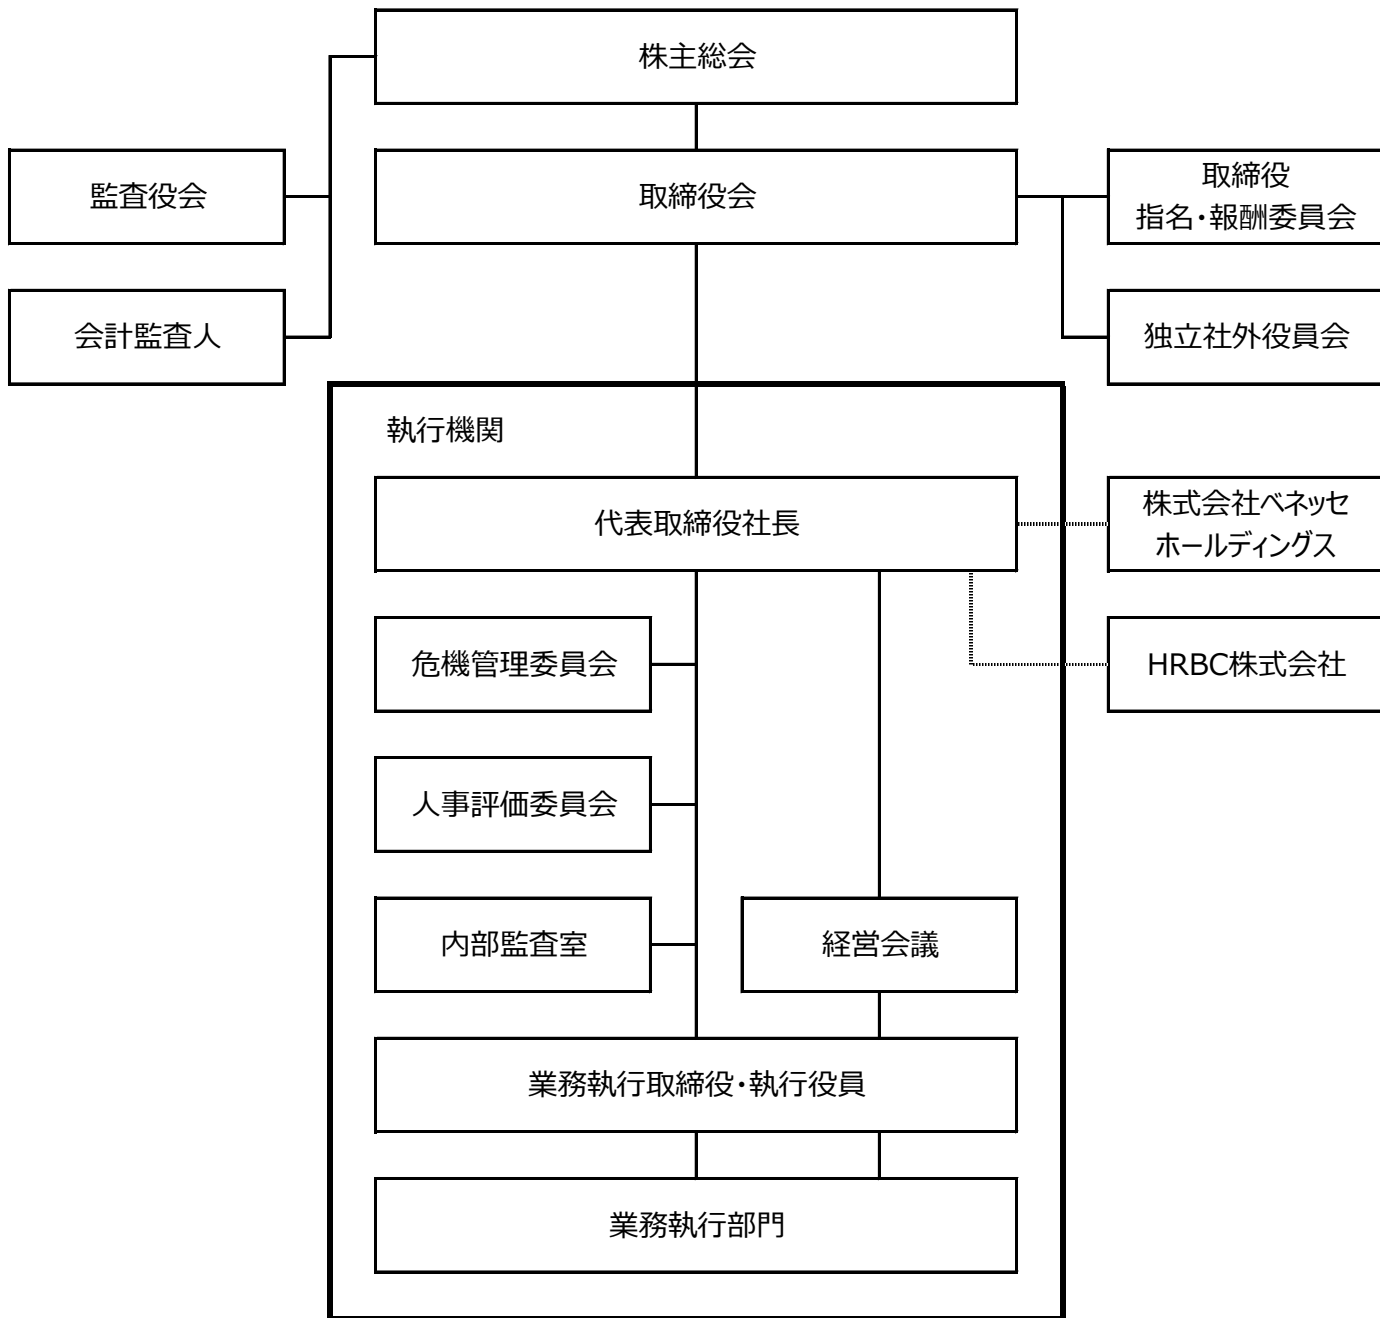 株主総会
監査役会
取締役会
取締役
指名・報酬委員会
会計監査人
独立社外役員会
執行機関
代表取締役社長
株式会社ベネッセ
ホールディングス
危機管理委員会
HRBC株式会社
人事評価委員会
内部監査室
経営会議
業務執行取締役・執行役員
業務執行部門